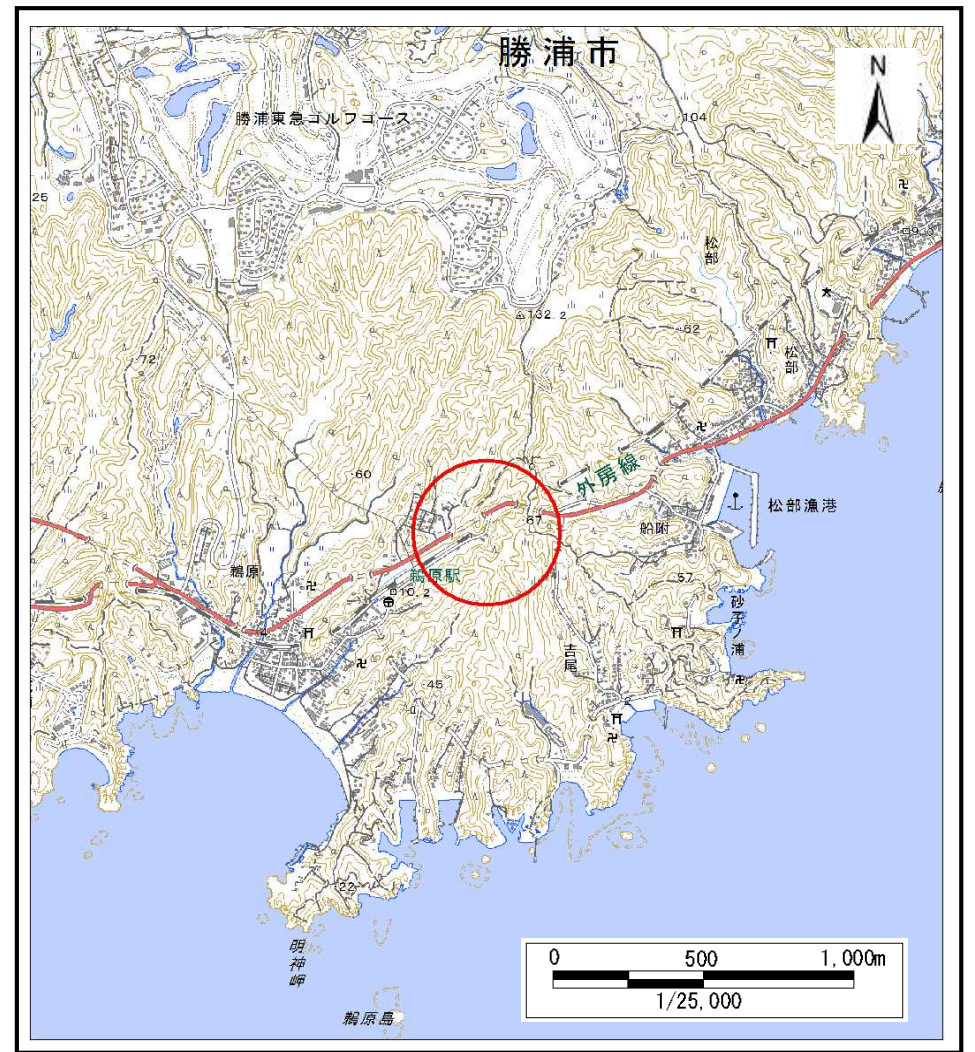 勝浦市
N
勝浦東急ゴルフコース
104
120
25
松部
132.2
62
松部
72
外房線
60
67
松部漁港
船附
鵜原
鵜原駅
10.2
57
砂子ノ浦
吉尾
45
22
明神岬
鵜原島
0 500 1,000m
1/25,000